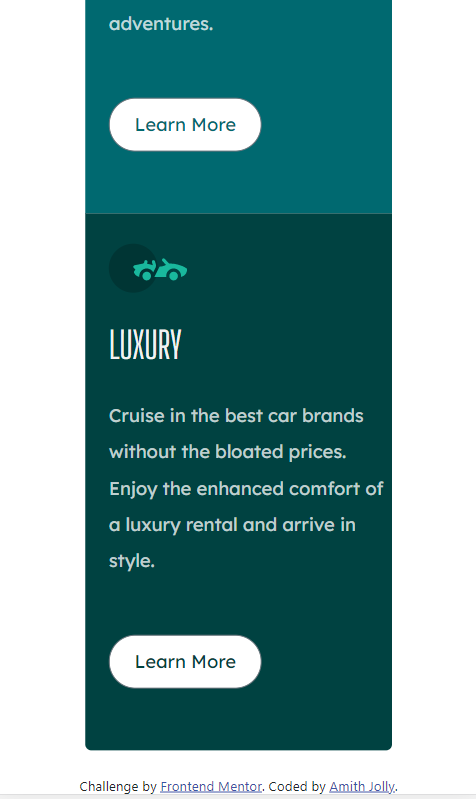 adventures.
Learn More
LUXURY
Cruise in the best car brands
without the bloated prices.
Enjoy the enhanced comfort of
a luxury rental and arrive in
style.
Learn More
Challenge by Frontend Mentor. Coded by Amith Jolly.